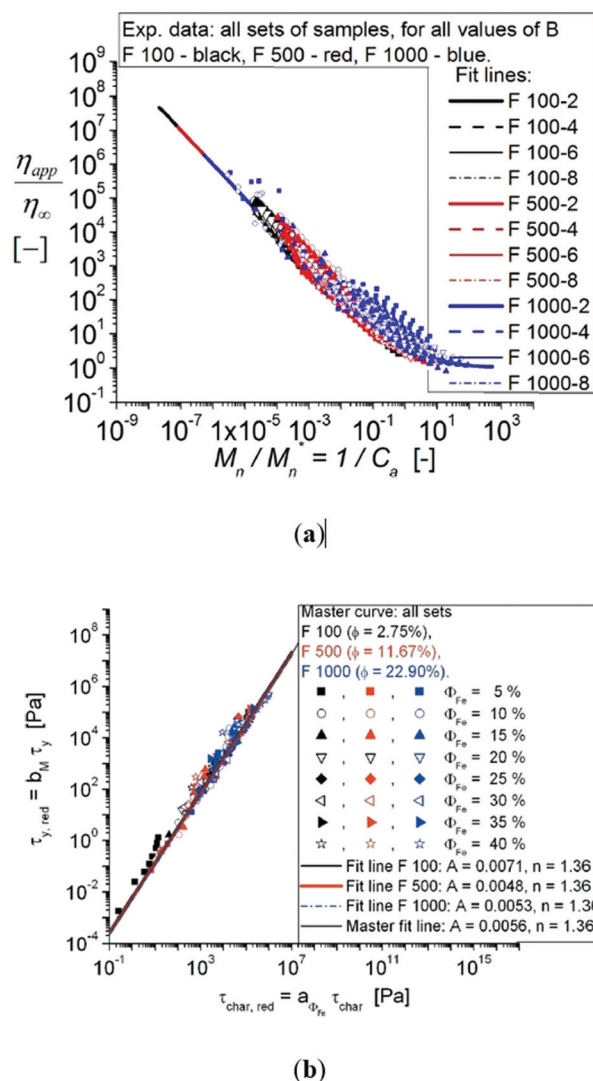 Exp. data: all sets of samples, for all values of B
F 100 - black, F 500 - red, F 1000 - blue.
Fit lines:
F 100-2
F 100-4
F 100-6
F 100-8
F 500-2
F 500-4
F 500-6
F 500-8
F 1000-2
F 1000-4
F 1000-6
F 1000-8
η_app / η_∞ [–]
10^9
10^8
10^7
10^6
10^5
10^4
10^3
10^2
10^1
10^0
10^-1
10^-9 10^-7 1x10^-5 10^-3 10^-1 10^1 10^3
M_n / M_n^* = 1 / C_a [-]
(a)
Master curve: all sets
F 100 (ϕ = 2.75%),
F 500 (ϕ = 11.67%),
F 1000 (ϕ = 22.90%).
, , Φ_Fe = 5 %
, , Φ_Fe = 10 %
, , Φ_Fe = 15 %
, , Φ_Fe = 20 %
, , Φ_Fe = 25 %
, , Φ_Fe = 30 %
, , Φ_Fe = 35 %
, , Φ_Fe = 40 %
Fit line F 100: A = 0.0071, n = 1.36
Fit line F 500: A = 0.0048, n = 1.36
Fit line F 1000: A = 0.0053, n = 1.36
Master fit line: A = 0.0056, n = 1.36
τ_y, red = b_M τ_y [Pa]
10^8
10^6
10^4
10^2
10^0
10^-2
10^-4
10^-1 10^3 10^7 10^11 10^15
τ_char, red = a_Φ_Fe τ_char [Pa]
(b)